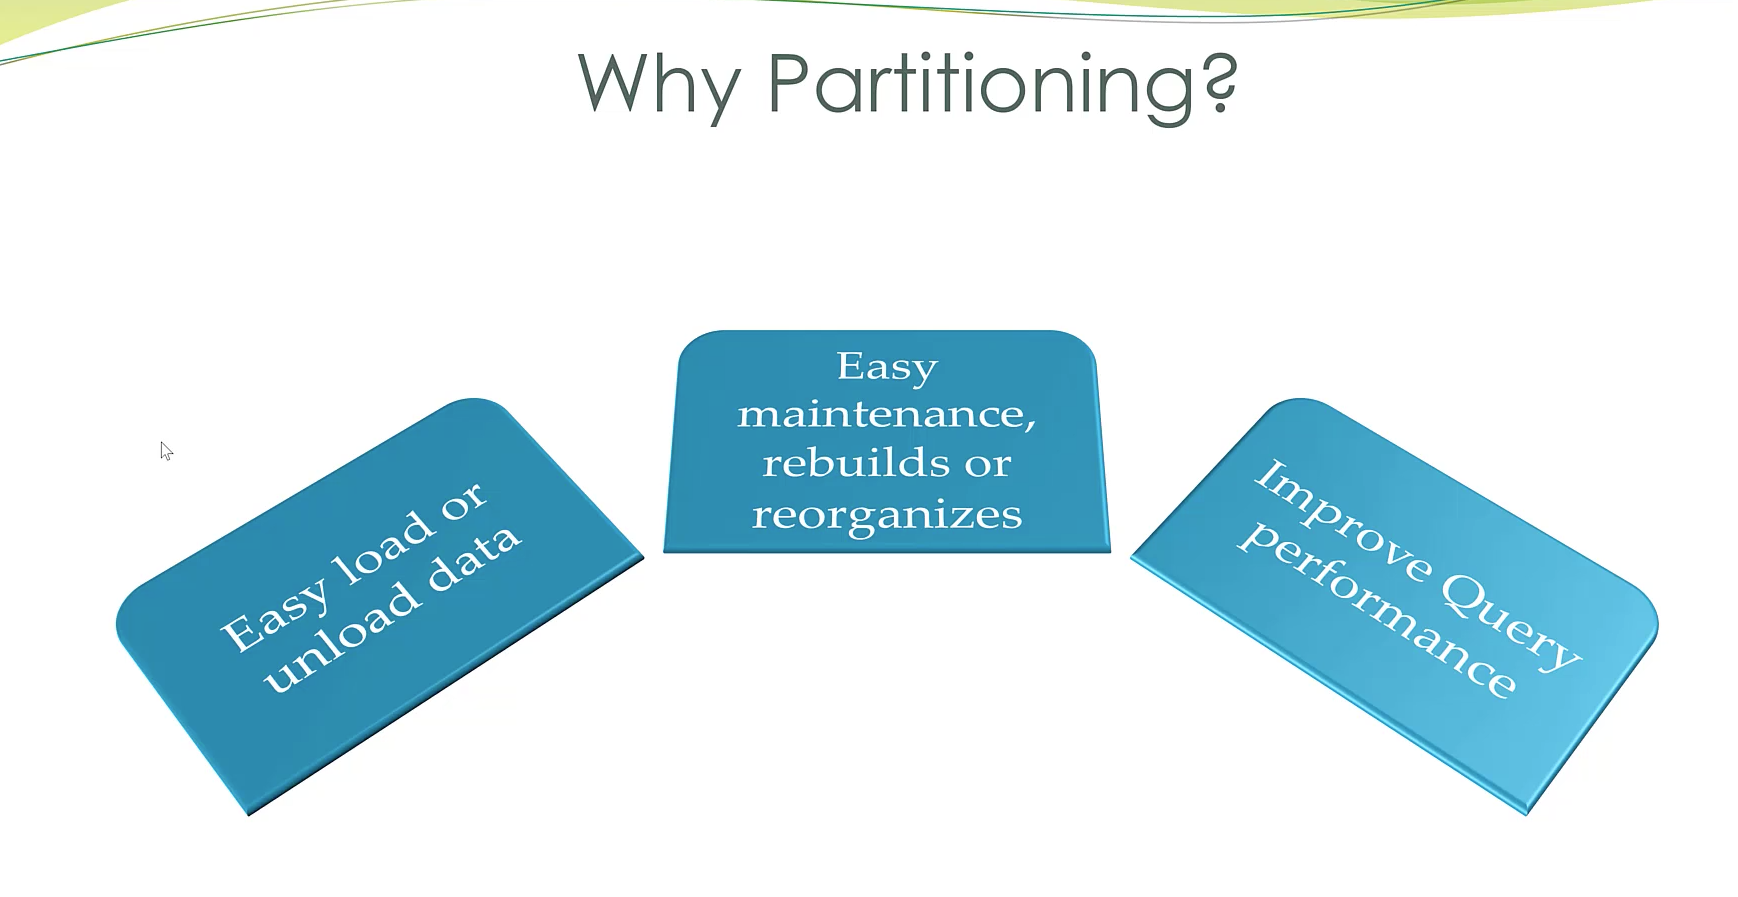 Why Partitioning?
Easy load or
unload data
Easy
maintenance,
rebuilds or
reorganizes
Improve Query
performance